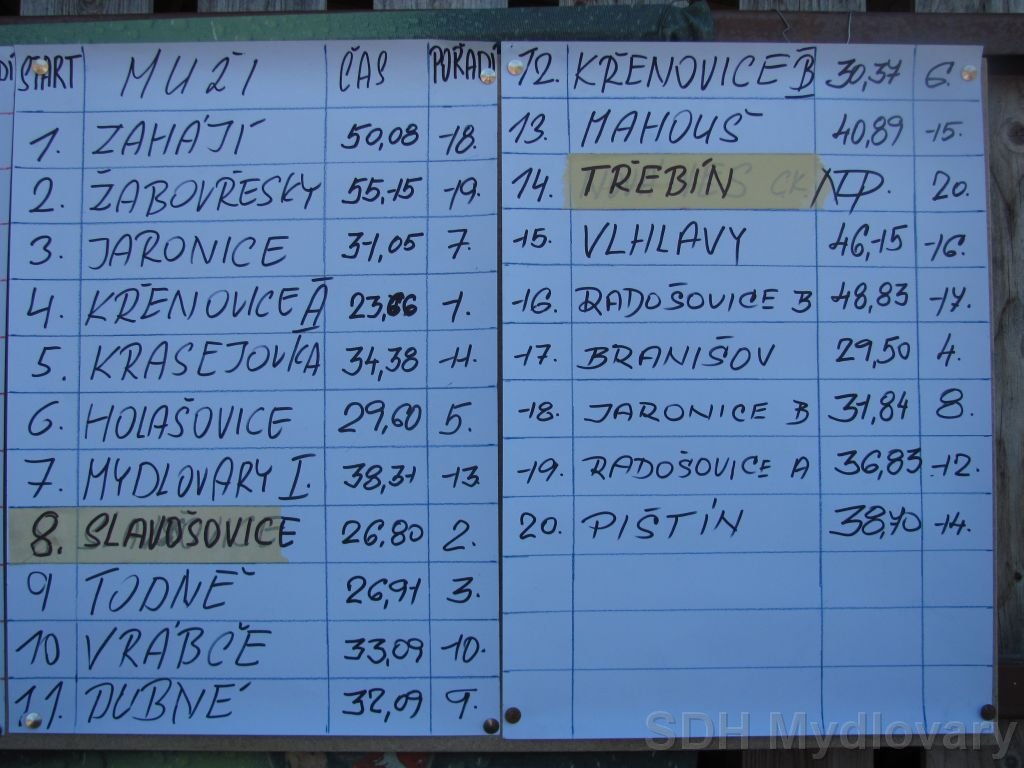 START MUŽI ČAS POŘADÍ
1. ZAHÁJÍ 50,08 18.
2. ŽABOVŘESKY 55,15 19.
3. JARONICE 31,05 7.
4. KŘENOVICE A 23,66 1.
5. KRASEJOVKA 34,38 11.
6. HOLAŠOVICE 29,60 5.
7. MYDLOVARY I. 38,31 13.
8. SLAVOŠOVICE 26,80 2.
9 TODNĚ 26,91 3.
10 VRÁBČE 33,09 10.
11. DUBNÉ 32,09 9.
12. KŘENOVICE B 30,37 6.
13. MAHOUŠ 40,89 15.
14. TŘEBÍN NP. 20.
15. VLHLAVY 46,15 16.
16. RADOŠOVICE B 48,83 17.
17. BRANIŠOV 29,50 4.
18. JARONICE B 31,84 8.
19. RADOŠOVICE A 36,83 12.
20. PIŠTÍN 38,70 14.
SDH Mydlovary